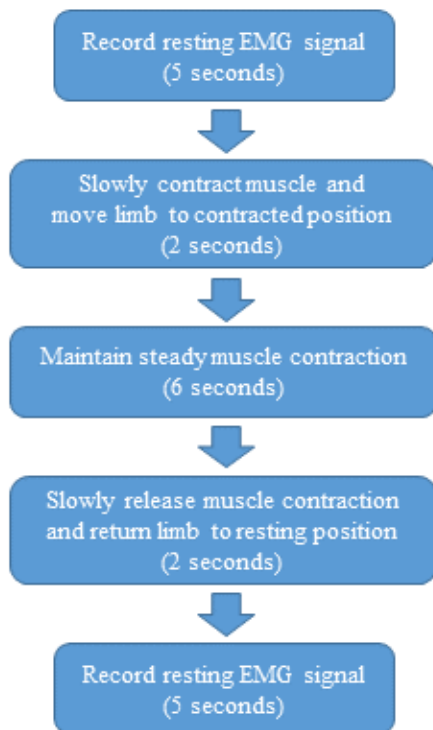 Record resting EMG signal
(5 seconds)
Slowly contract muscle and
move limb to contracted position
(2 seconds)
Maintain steady muscle contraction
(6 seconds)
Slowly release muscle contraction
and return limb to resting position
(2 seconds)
Record resting EMG signal
(5 seconds)